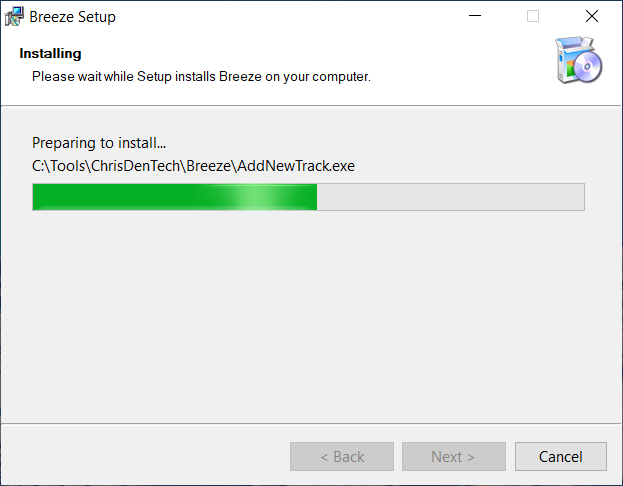 Breeze Setup
Installing
Please wait while Setup installs Breeze on your computer.
Preparing to install...
C:\Tools\ChrisDenTech\Breeze\AddNewTrack.exe
< Back
Next >
Cancel